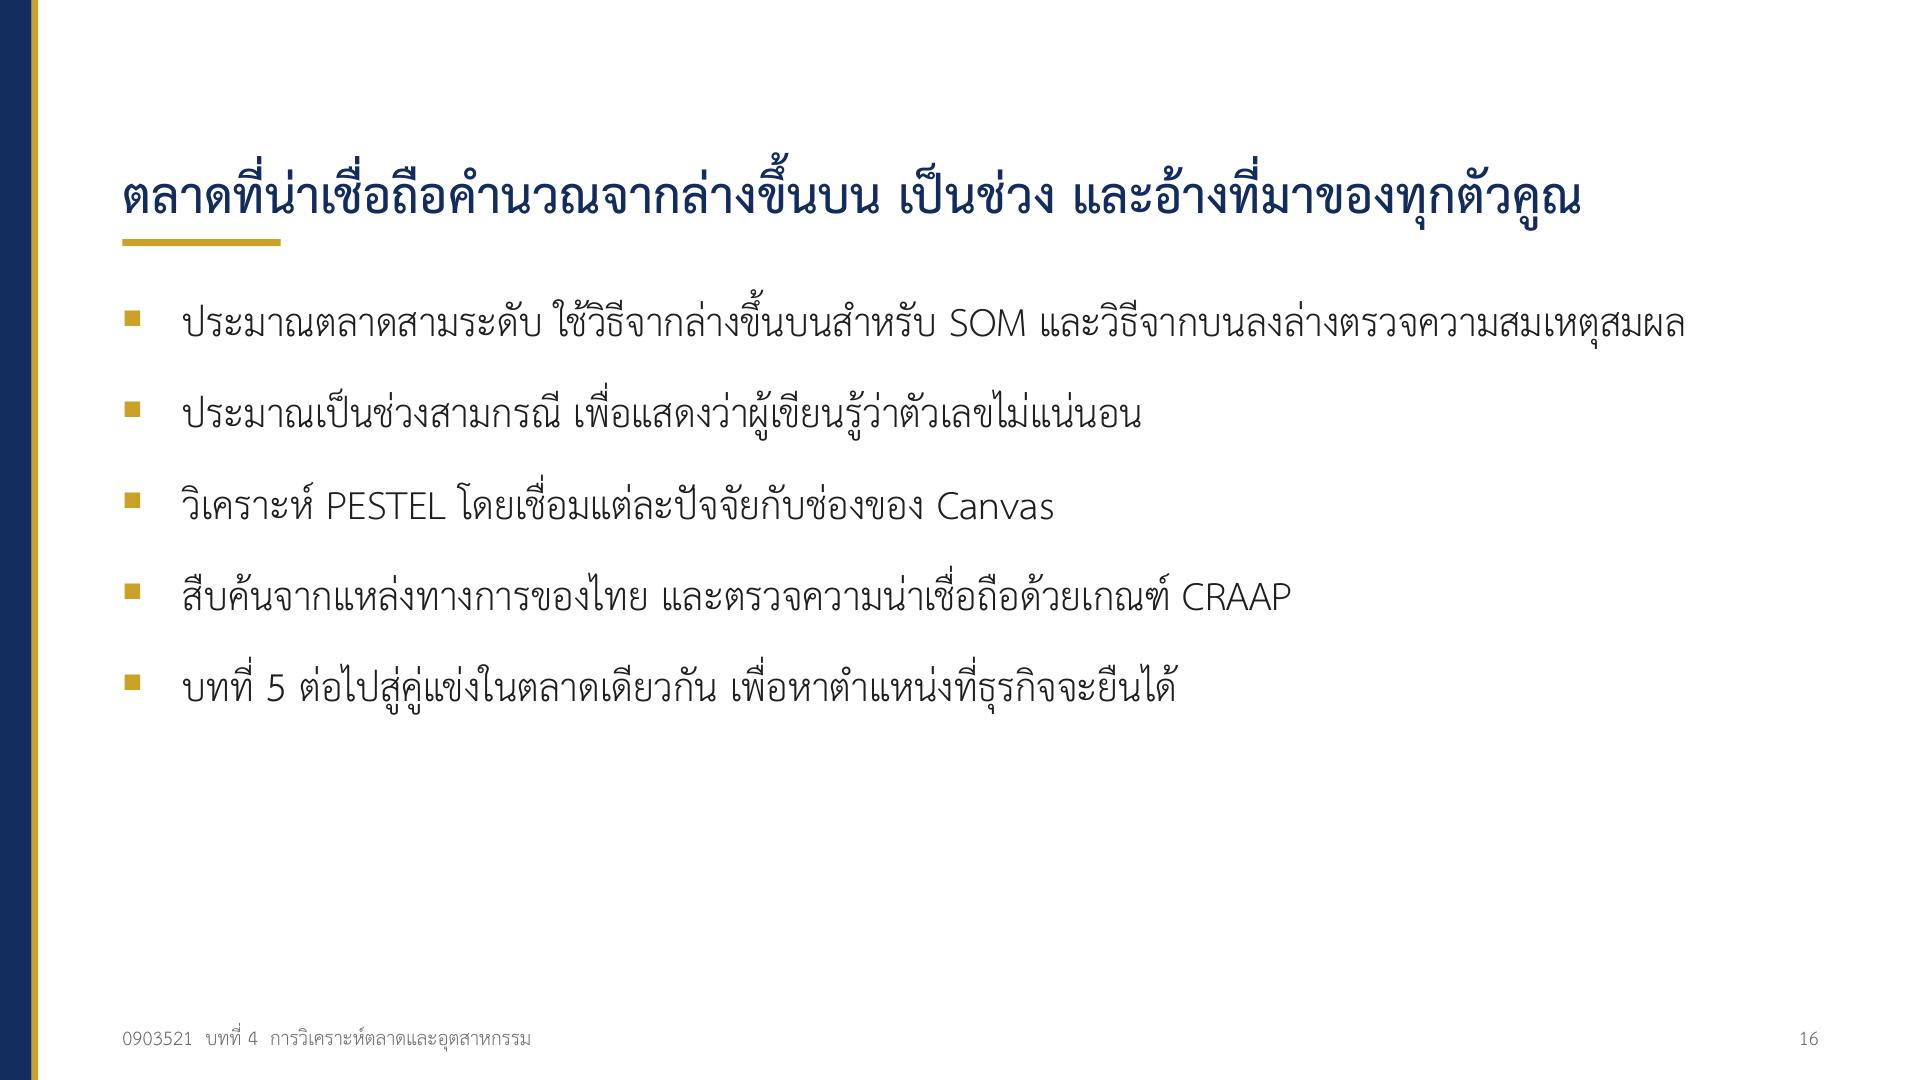 ตลาดที่น่าเชื่อถือคำนวณจากล่างขึ้นบน เป็นช่วง และอ้างที่มาของทุกตัวคูณ
ประมาณตลาดสามระดับ ใช้วิธีจากล่างขึ้นบนสำหรับ SOM และวิธีจากบนลงล่างตรวจความสมเหตุสมผล
ประมาณเป็นช่วงสามกรณี เพื่อแสดงว่าผู้เขียนรู้ว่าตัวเลขไม่แน่นอน
วิเคราะห์ PESTEL โดยเชื่อมแต่ละปัจจัยกับช่องของ Canvas
สืบค้นจากแหล่งทางการของไทย และตรวจความน่าเชื่อถือด้วยเกณฑ์ CRAAP
บทที่ 5 ต่อไปสู่คู่แข่งในตลาดเดียวกัน เพื่อหาตำแหน่งที่ธุรกิจจะยืนได้
0903521 บทที่ 4 การวิเคราะห์ตลาดและอุตสาหกรรม
16